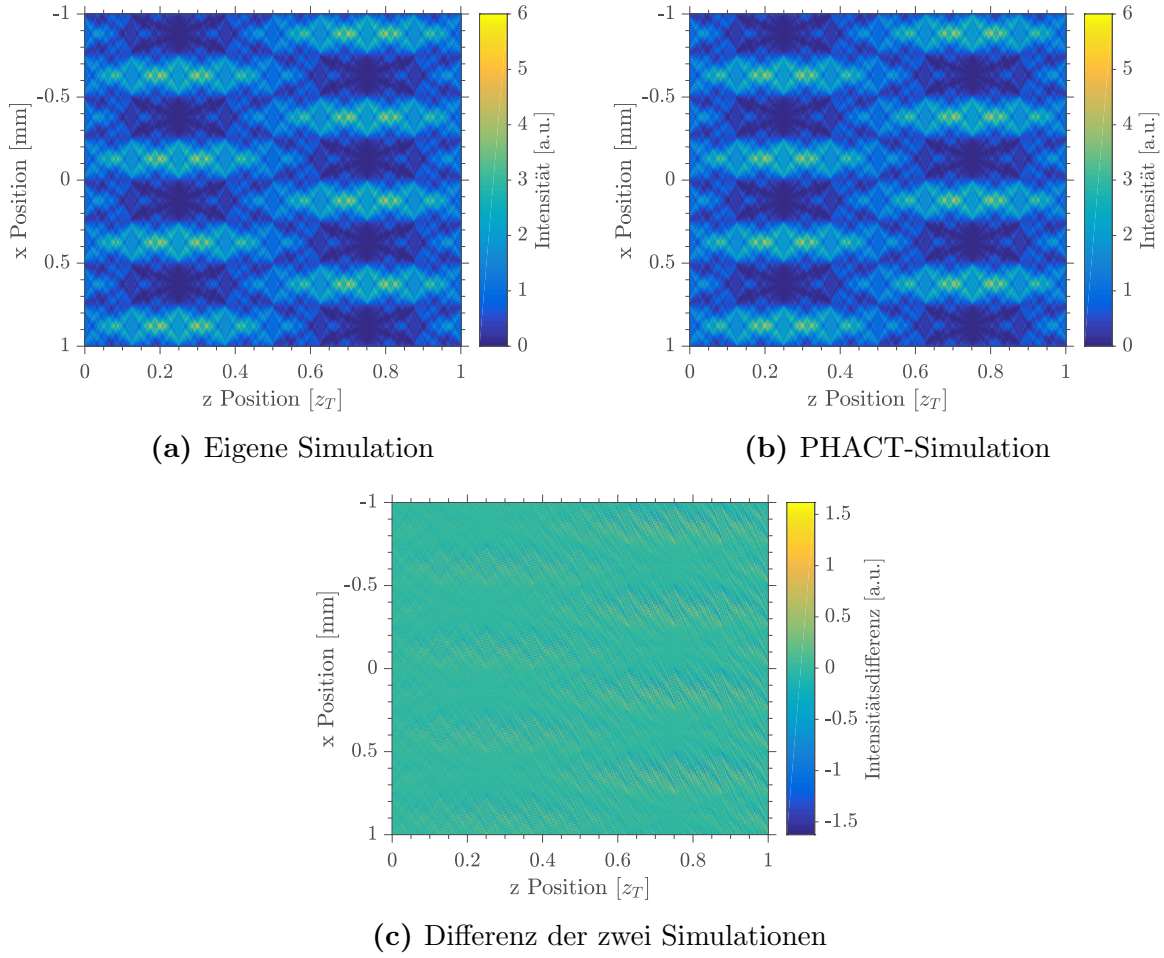 -1
-0.5
0
0.5
1
x Position [mm]
0 0.2 0.4 0.6 0.8 1
z Position [z_T]
6
5
4
3
2
1
0
Intensität [a.u.]
(a) Eigene Simulation
-1
-0.5
0
0.5
1
x Position [mm]
0 0.2 0.4 0.6 0.8 1
z Position [z_T]
6
5
4
3
2
1
0
Intensität [a.u.]
(b) PHACT-Simulation
-1
-0.5
0
0.5
1
x Position [mm]
0 0.2 0.4 0.6 0.8 1
z Position [z_T]
1.5
1
0.5
0
-0.5
-1
-1.5
Intensitätsdifferenz [a.u.]
(c) Differenz der zwei Simulationen